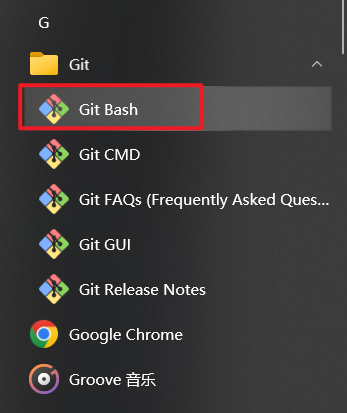 G
Git
Git Bash
Git CMD
Git FAQs (Frequently Asked Ques...
Git GUI
Git Release Notes
Google Chrome
Groove 音乐